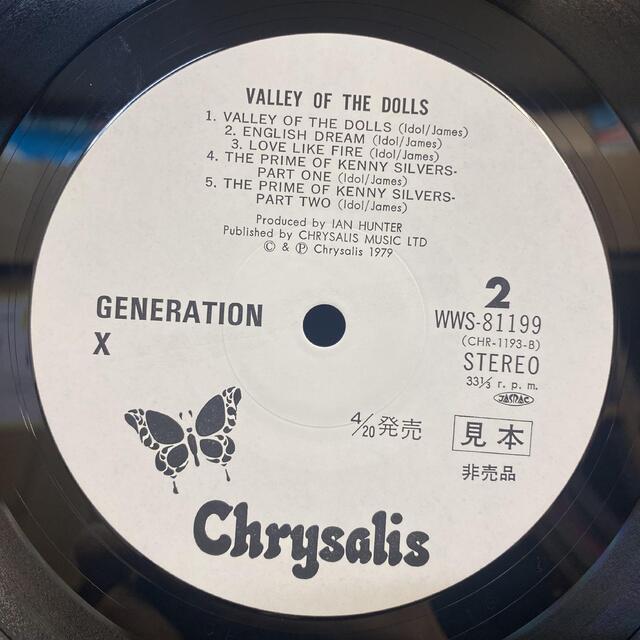 VALLEY OF THE DOLLS
1. VALLEY OF THE DOLLS (Idol/James)
2. ENGLISH DREAM (Idol/James)
3. LOVE LIKE FIRE (Idol/James)
4. THE PRIME OF KENNY SILVERS-
PART ONE (Idol/James)
5. THE PRIME OF KENNY SILVERS-
PART TWO (Idol/James)
Produced by IAN HUNTER
Published by CHRYSALIS MUSIC LTD
© & Ⓟ Chrysalis 1979
GENERATION
X
2
WWS-81199
(CHR-1193-B)
STEREO
33⅓ r. p. m.
JASRAC
4/20 発売
見本
非売品
Chrysalis